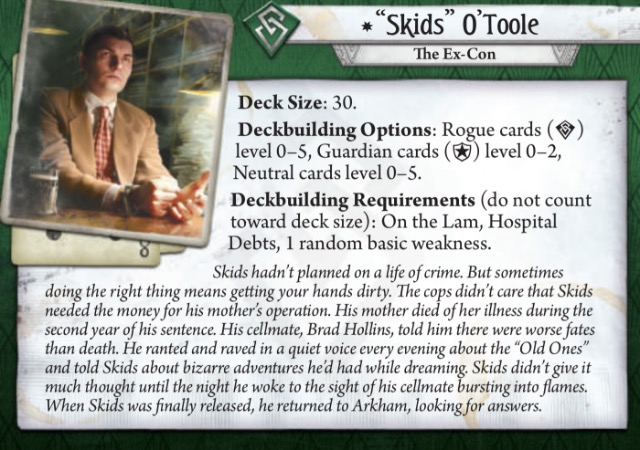 "Skids" O'Toole
The Ex-Con
Deck Size: 30.
Deckbuilding Options: Rogue cards ( )
level 0–5, Guardian cards ( ) level 0–2,
Neutral cards level 0–5.
Deckbuilding Requirements (do not count
toward deck size): On the Lam, Hospital
Debts, 1 random basic weakness.
Skids hadn't planned on a life of crime. But sometimes
doing the right thing means getting your hands dirty. The cops didn't care that Skids
needed the money for his mother's operation. His mother died of her illness during the
second year of his sentence. His cellmate, Brad Hollins, told him there were worse fates
than death. He ranted and raved in a quiet voice every evening about the "Old Ones"
and told Skids about bizarre adventures he'd had while dreaming. Skids didn't give it
much thought until the night he woke to the sight of his cellmate bursting into flames.
When Skids was finally released, he returned to Arkham, looking for answers.